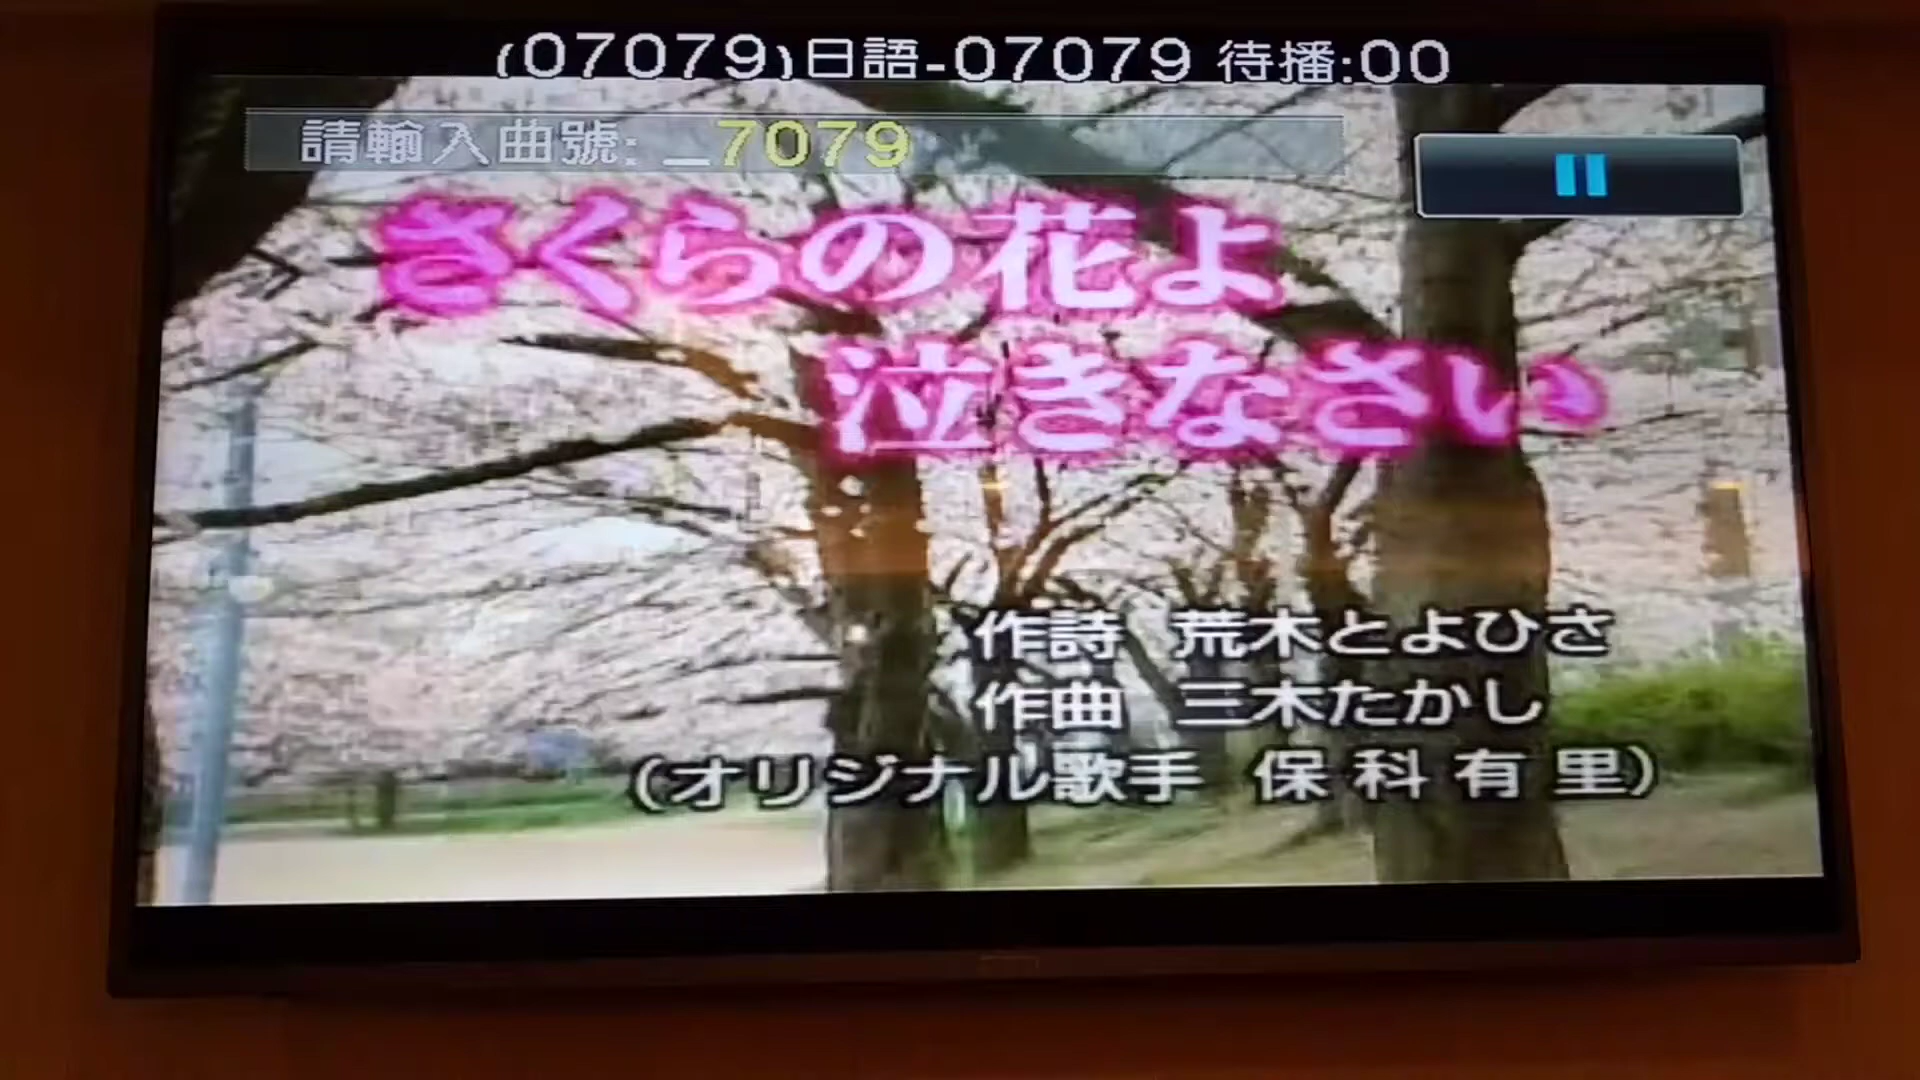 (07079)日語-07079 待播:00
請輸入曲號: _7079
さくらの花よ
泣きなさい
作詩 荒木とよひさ
作曲 三木たかし
(オリジナル歌手 保科有里)